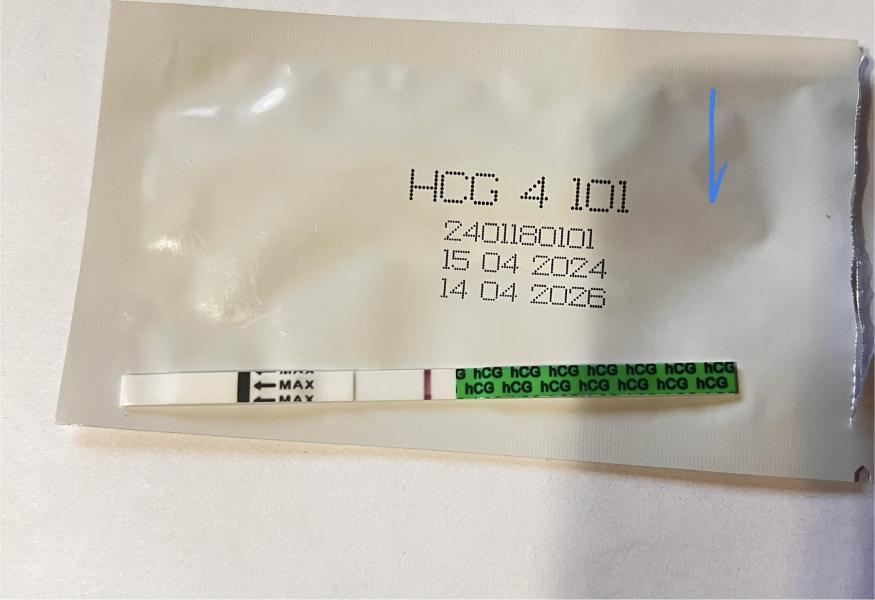 HCG 4 101
2401180101
15 04 2024
14 04 2026
MAX
MAX
MAX
G hCG hCG hCG hCG hCG hCG hCG
hCG hCG hCG hCG hCG hCG hCG